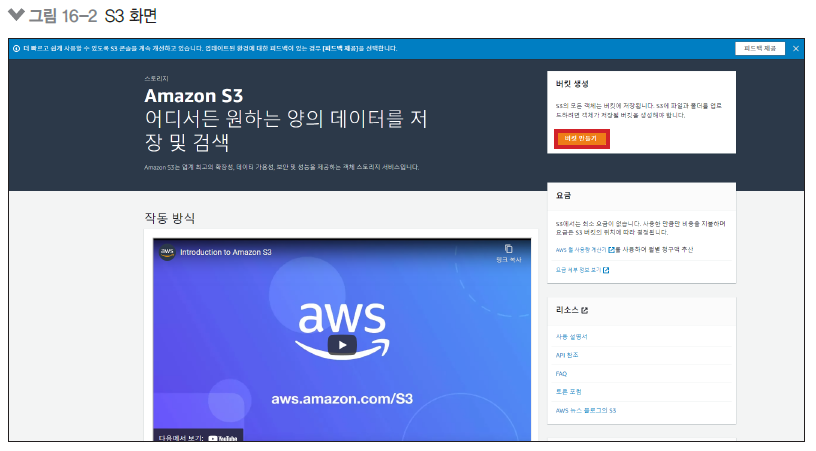 그림 16-2 S3 화면
더 빠르고 쉽게 사용할 수 있도록 S3 콘솔을 계속 개선하고 있습니다. 업데이트된 환경에 대한 피드백이 있는 경우 [피드백 제공]을 선택합니다.
피드백 제공
스토리지
Amazon S3
어디서든 원하는 양의 데이터를 저
장 및 검색
Amazon S3는 업계 최고의 확장성, 데이터 가용성, 보안 및 성능을 제공하는 객체 스토리지 서비스입니다.
버킷 생성
S3의 모든 객체는 버킷에 저장됩니다. S3에 파일과 폴더를 업로
드하려면 객체가 저장될 버킷을 생성해야 합니다.
버킷 만들기
요금
S3에서는 최소 요금이 없습니다. 사용한 만큼만 비용을 지불하며
요금은 S3 버킷의 위치에 따라 결정됩니다.
AWS 월 사용량 계산기를 사용하여 월별 청구액 추산
요금 세부 정보 보기
작동 방식
aws
Introduction to Amazon S3
링크 복사
aws
aws.amazon.com/S3
다음에서 보기: YouTube
리소스
사용 설명서
API 참조
FAQ
토론 포럼
AWS 뉴스 블로그의 S3